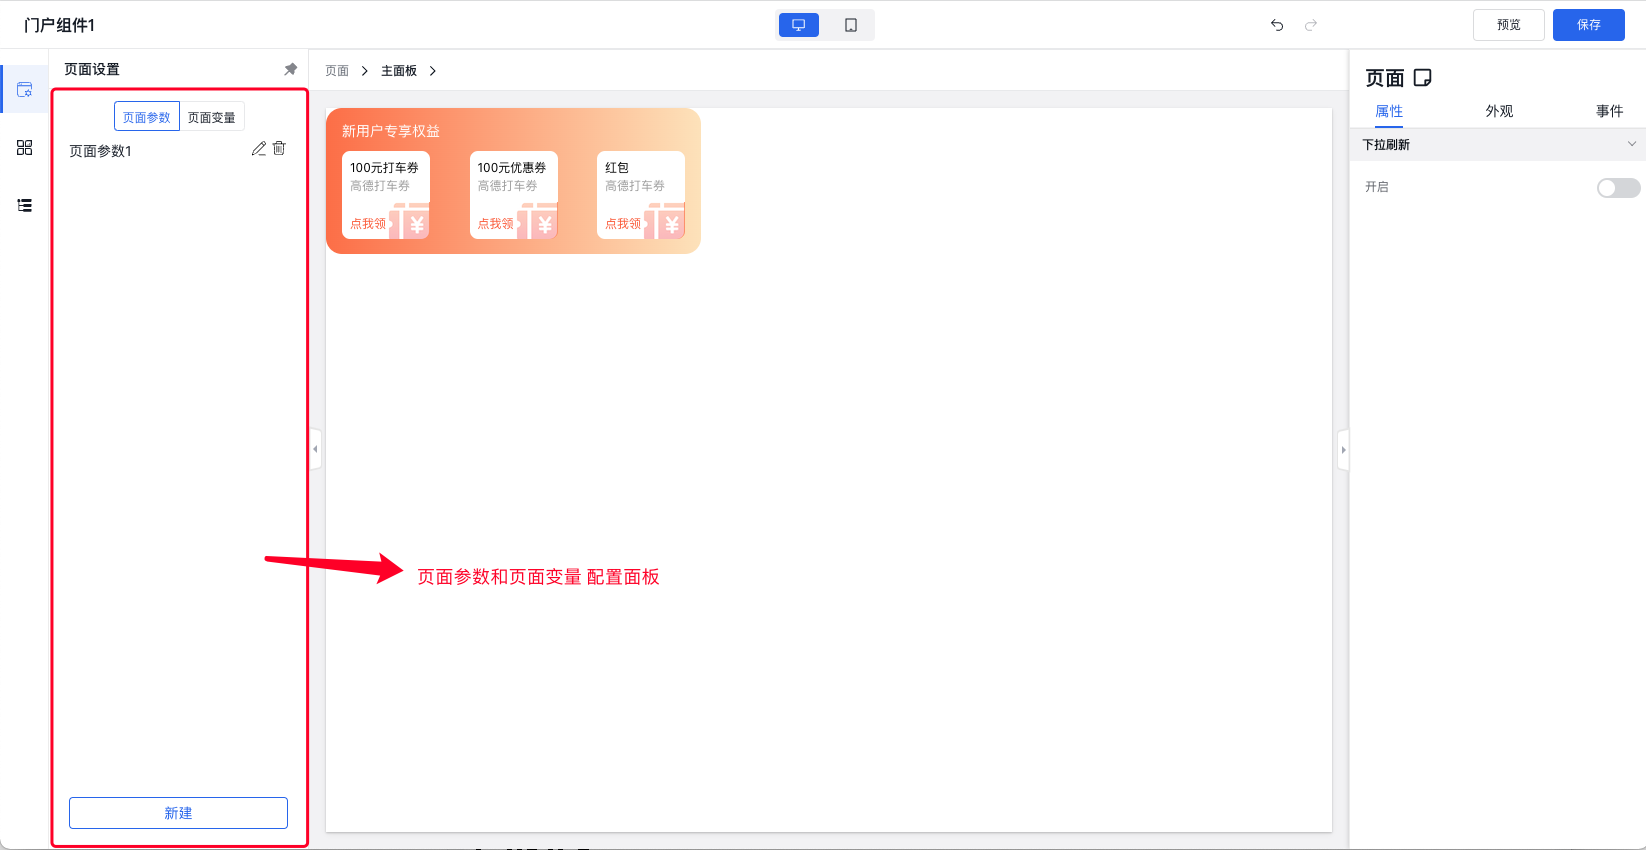 门户组件1
预览
保存
页面设置
页面 > 主面板 >
页面参数 页面变量
页面参数1
新建
新用户专享权益
100元打车券
高德打车券
点我领
¥
100元优惠券
高德打车券
点我领
¥
红包
高德打车券
点我领
¥
页面参数和页面变量 配置面板
页面
属性 外观 事件
下拉刷新
开启